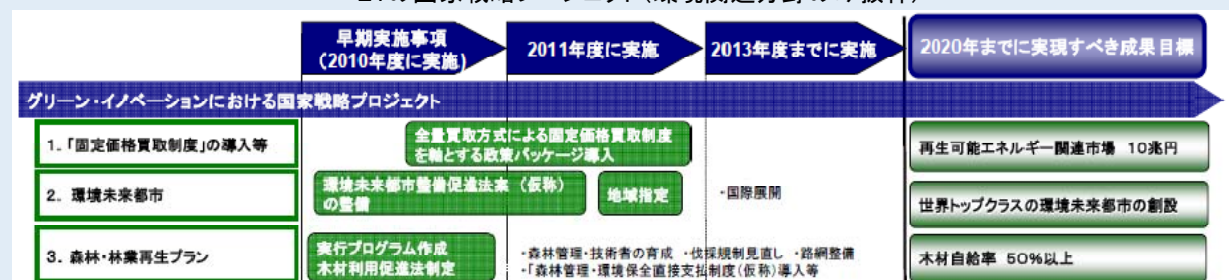 早期実施事項
(2010年度に実施)
2011年度に実施
2013年度までに実施
2020年までに実現すべき成果目標
グリーン・イノベーションにおける国家戦略プロジェクト
1.「固定価格買取制度」の導入等
全量買取方式による固定価格買取制度
を軸とする政策パッケージ導入
再生可能エネルギー関連市場 10兆円
2. 環境未来都市
環境未来都市整備促進法案(仮称)
の整備
地域指定
・国際展開
世界トップクラスの環境未来都市の創設
3. 森林・林業再生プラン
実行プログラム作成
木材利用促進法制定
・森林管理・技術者の育成 ・伐採規制見直し ・路網整備
・「森林管理・環境保全直接支払制度(仮称)導入等
木材自給率 50%以上